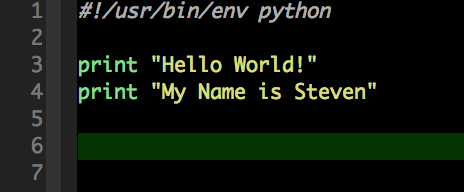 1 #!/usr/bin/env python
2
3 print "Hello World!"
4 print "My Name is Steven"
5
6
7